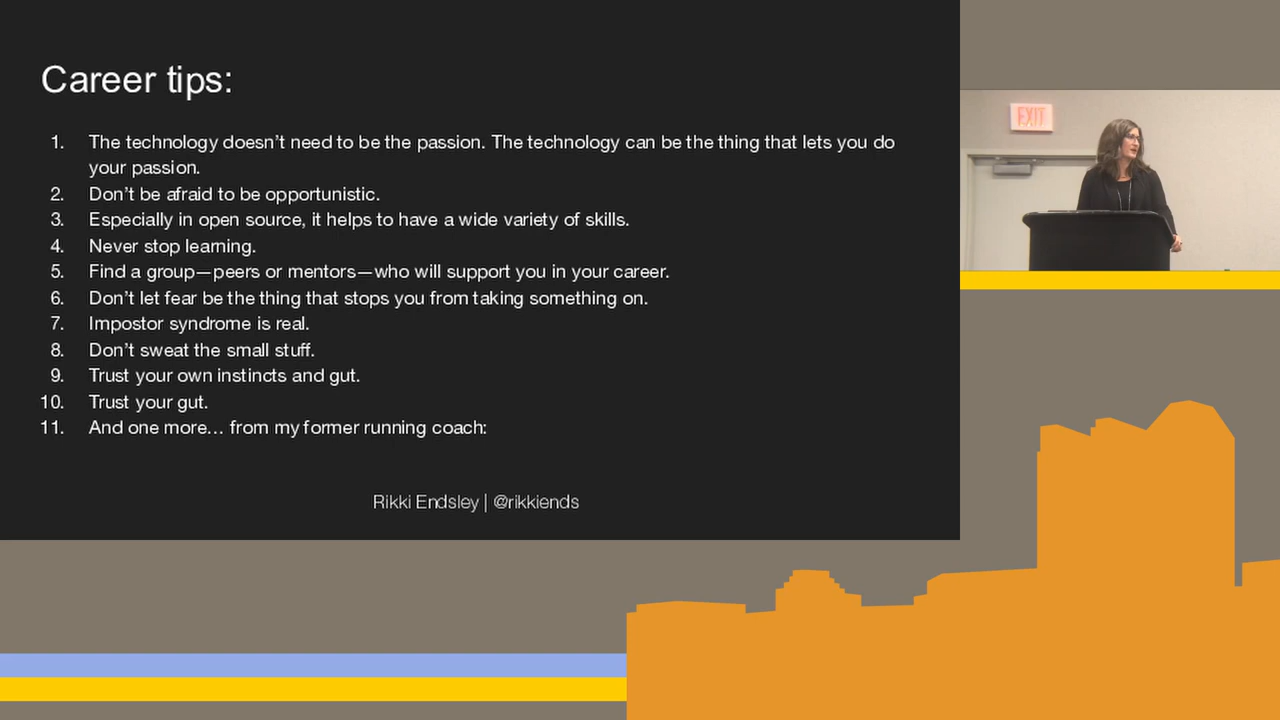 Career tips:
1. The technology doesn’t need to be the passion. The technology can be the thing that lets you do
your passion.
2. Don’t be afraid to be opportunistic.
3. Especially in open source, it helps to have a wide variety of skills.
4. Never stop learning.
5. Find a group—peers or mentors—who will support you in your career.
6. Don’t let fear be the thing that stops you from taking something on.
7. Impostor syndrome is real.
8. Don’t sweat the small stuff.
9. Trust your own instincts and gut.
10. Trust your gut.
11. And one more… from my former running coach:
Rikki Endsley | @rikkiends
EXIT